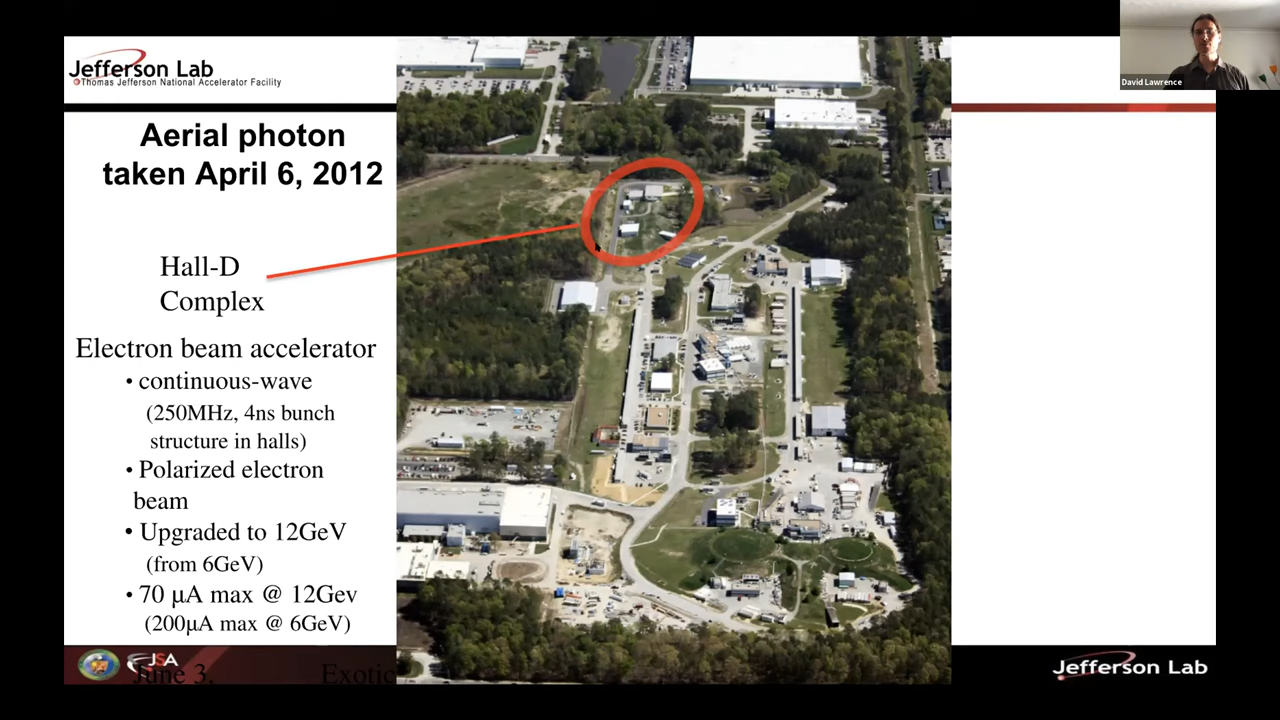 Jefferson Lab
Thomas Jefferson National Accelerator Facility
David Lawrence
Aerial photon
taken April 6, 2012
Hall-D
Complex
Electron beam accelerator
• continuous-wave
(250MHz, 4ns bunch
structure in halls)
• Polarized electron
beam
• Upgraded to 12GeV
(from 6GeV)
• 70 µA max @ 12Gev
(200µA max @ 6GeV)
JSA
June 3,
Exotic
Jefferson Lab